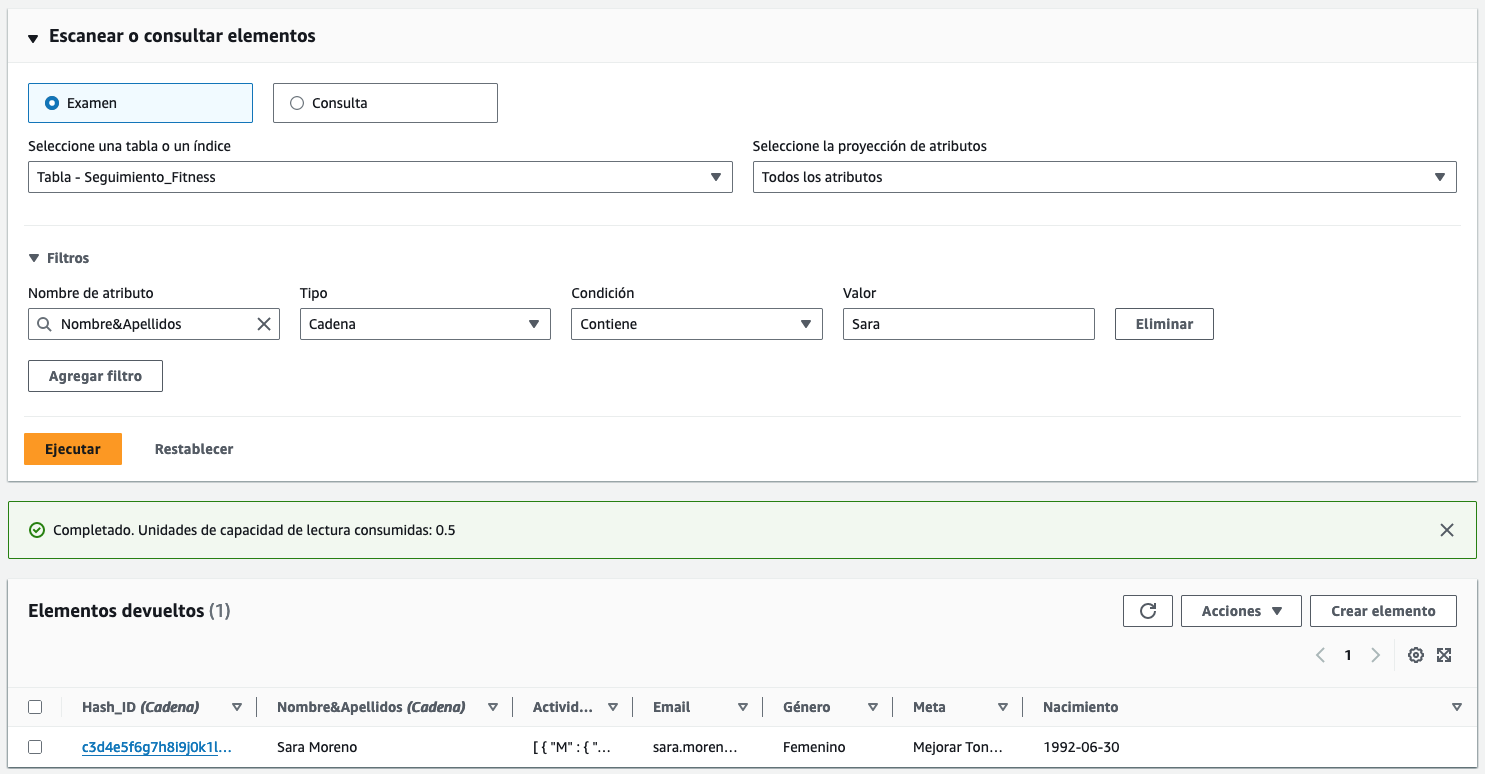 Escanear o consultar elementos
Examen
Consulta
Seleccione una tabla o un índice
Seleccione la proyección de atributos
Tabla - Seguimiento_Fitness
Todos los atributos
Filtros
Nombre de atributo
Tipo
Condición
Valor
Nombre&Apellidos
Cadena
Contiene
Sara
Eliminar
Agregar filtro
Ejecutar
Restablecer
Completado. Unidades de capacidad de lectura consumidas: 0.5
Elementos devueltos (1)
Acciones
Crear elemento
1
Hash_ID (Cadena)
Nombre&Apellidos (Cadena)
Activid...
Email
Género
Meta
Nacimiento
c3d4e5f6g7h8i9j0k1l...
Sara Moreno
[ { "M" : { "...
sara.moren...
Femenino
Mejorar Ton...
1992-06-30